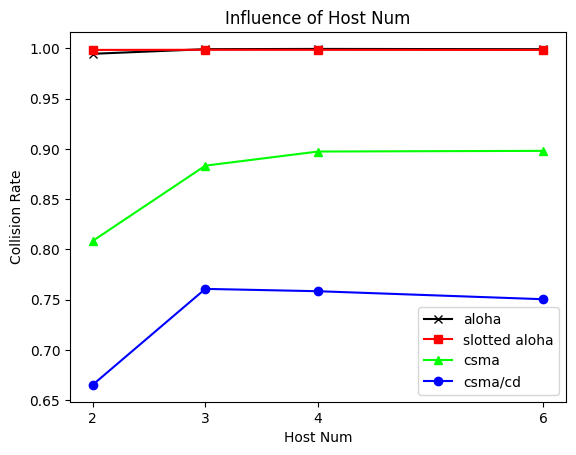 Influence of Host Num
1.00
0.95
0.90
0.85
0.80
0.75
0.70
0.65
Collision Rate
2 3 4 6
Host Num
aloha
slotted aloha
csma
csma/cd